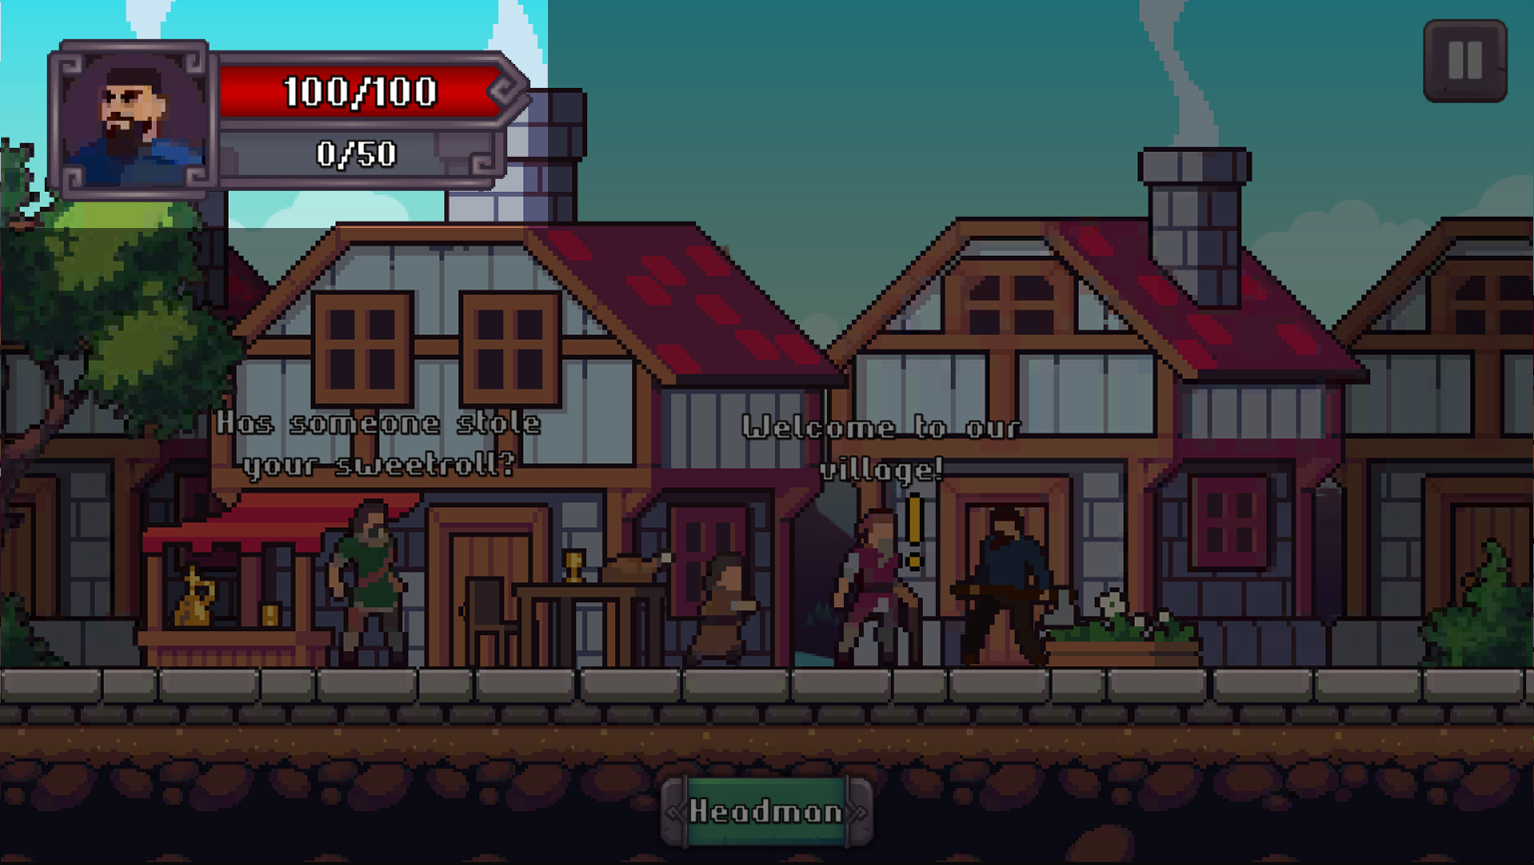 100/100
0/50
Has someone stole
your sweetroll?
Welcome to our
village!
Headman